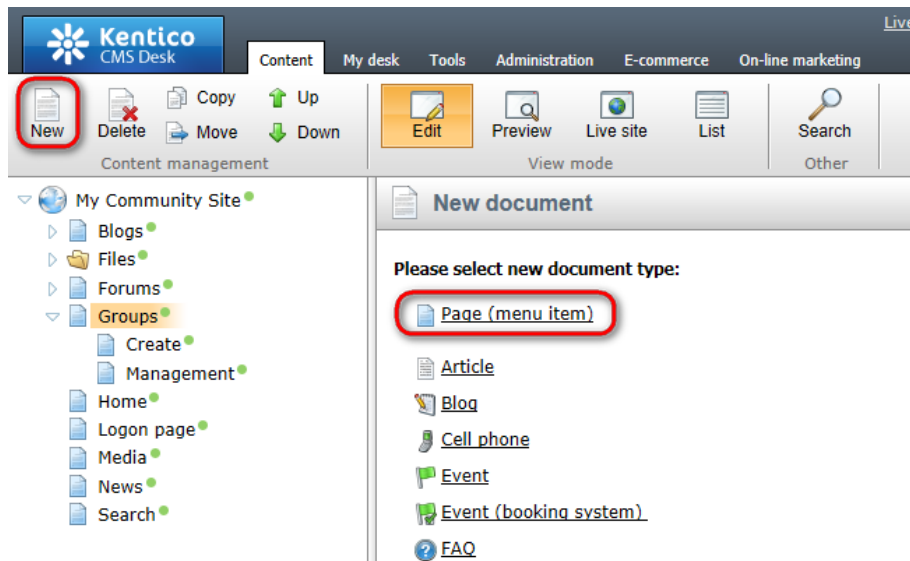 Live
Kentico
CMS Desk
Content My desk Tools Administration E-commerce On-line marketing
New Delete Copy Move Up Down Edit Preview Live site List Search
Content management View mode Other
My Community Site
Blogs
Files
Forums
Groups
Create
Management
Home
Logon page
Media
News
Search
New document
Please select new document type:
Page (menu item)
Article
Blog
Cell phone
Event
Event (booking system)
FAQ